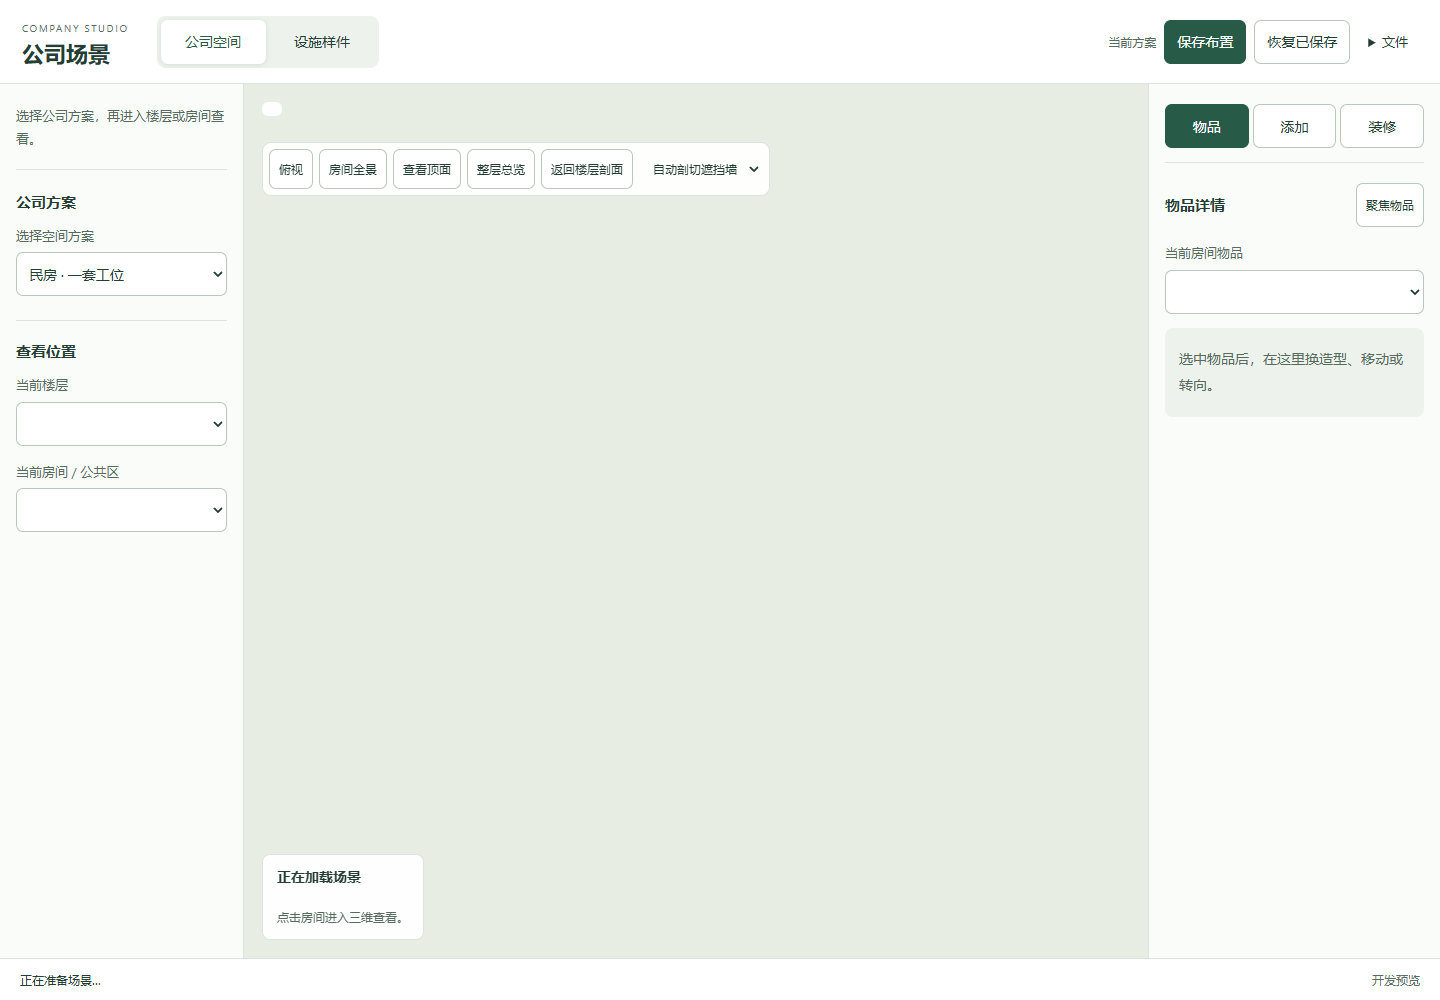 COMPANY STUDIO
公司场景
公司空间
设施样件
当前方案
保存布置
恢复已保存
▶ 文件
选择公司方案，再进入楼层或房间查
看。
公司方案
选择空间方案
民房 · 一套工位
查看位置
当前楼层
当前房间 / 公共区
俯视
房间全景
查看顶面
整层总览
返回楼层剖面
自动剖切遮挡墙
正在加载场景
点击房间进入三维查看。
物品
添加
装修
物品详情
聚焦物品
当前房间物品
选中物品后，在这里换造型、移动或
转向。
正在准备场景...
开发预览